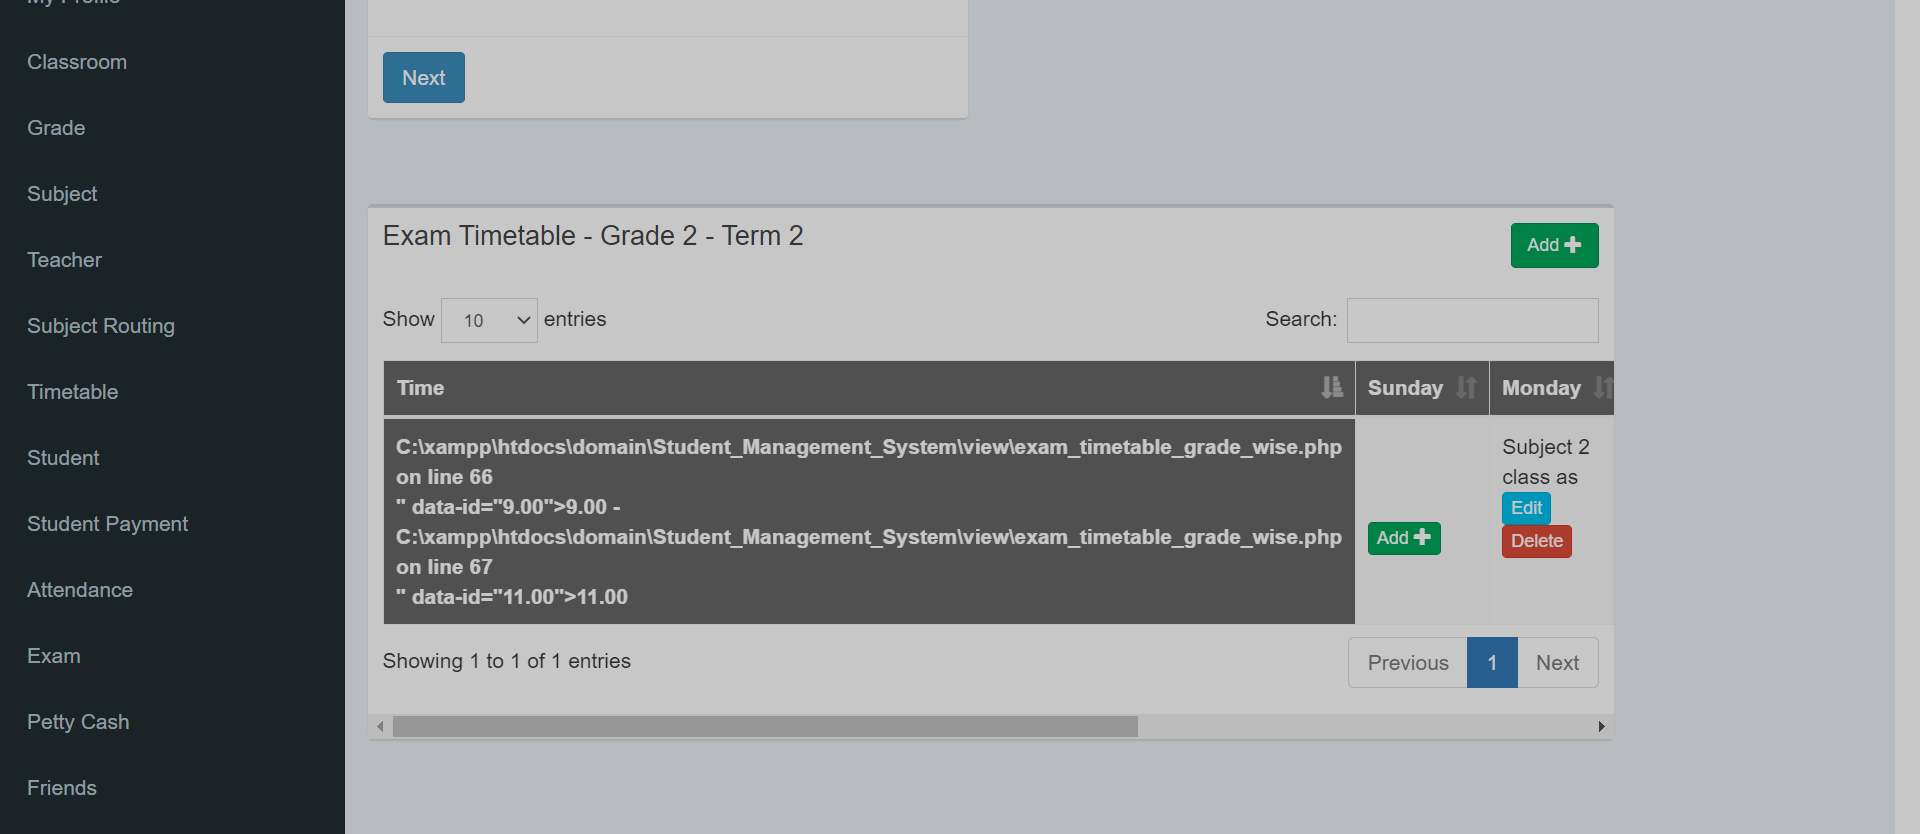 Classroom
Grade
Subject
Teacher
Subject Routing
Timetable
Student
Student Payment
Attendance
Exam
Petty Cash
Friends
Next
Exam Timetable - Grade 2 - Term 2
Add
Show 10 entries
Search:
Time Sunday Monday
C:\xampp\htdocs\domain\Student_Management_System\view\exam_timetable_grade_wise.php
on line 66
" data-id="9.00">9.00 -
C:\xampp\htdocs\domain\Student_Management_System\view\exam_timetable_grade_wise.php
on line 67
" data-id="11.00">11.00
Add
Subject 2
class as
Edit
Delete
Showing 1 to 1 of 1 entries
Previous 1 Next